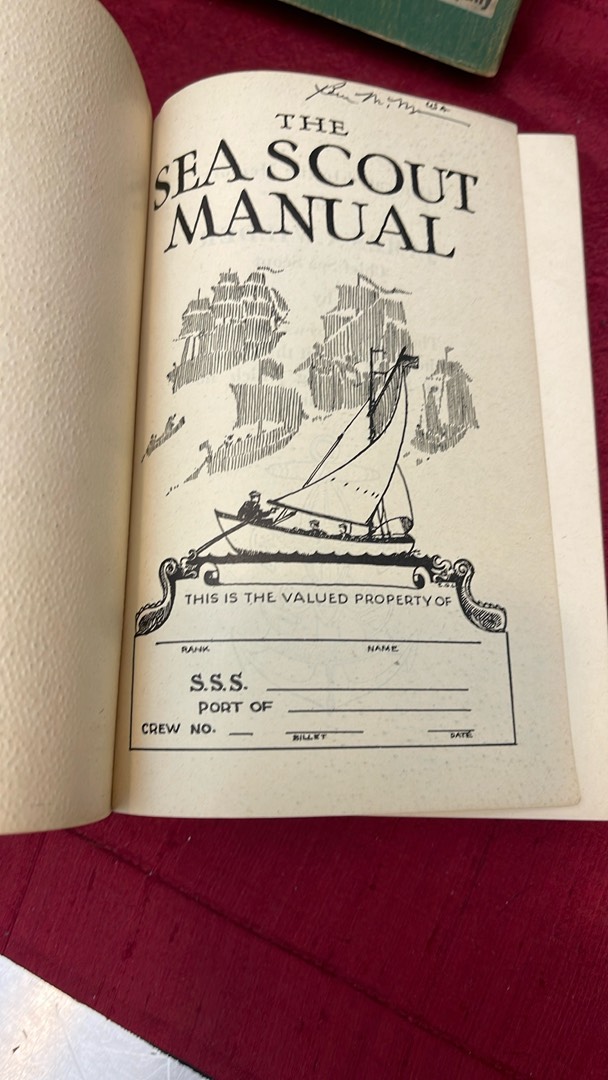 THE
SEA SCOUT
MANUAL
THIS IS THE VALUED PROPERTY OF
RANK NAME
S.S.S.
PORT OF
CREW NO. BILLET DATE